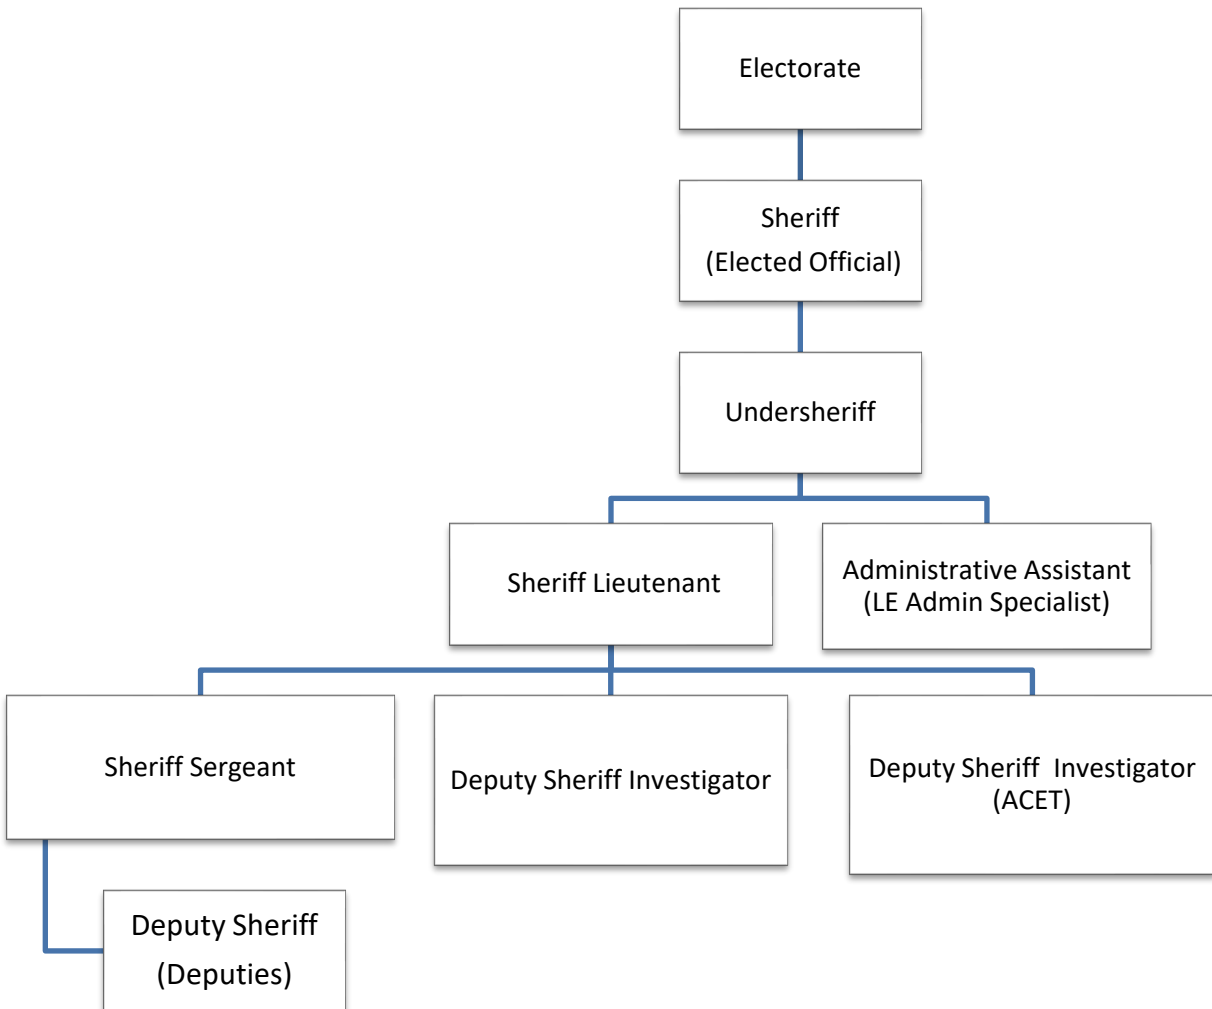 Electorate
Sheriff
(Elected Official)
Undersheriff
Sheriff Lieutenant
Administrative Assistant
(LE Admin Specialist)
Sheriff Sergeant
Deputy Sheriff Investigator
Deputy Sheriff  Investigator
(ACET)
Deputy Sheriff
(Deputies)